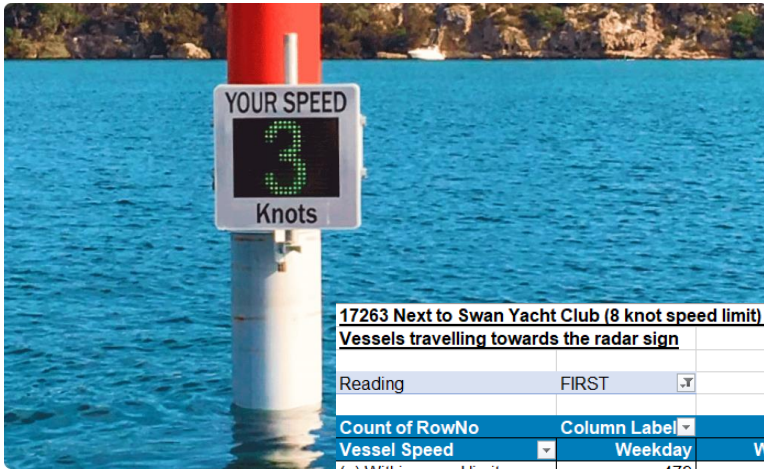 YOUR SPEED
3
Knots
17263 Next to Swan Yacht Club (8 knot speed limit)
Vessels travelling towards the radar sign
Reading FIRST
Count of RowNo Column Label
Vessel Speed Weekday W